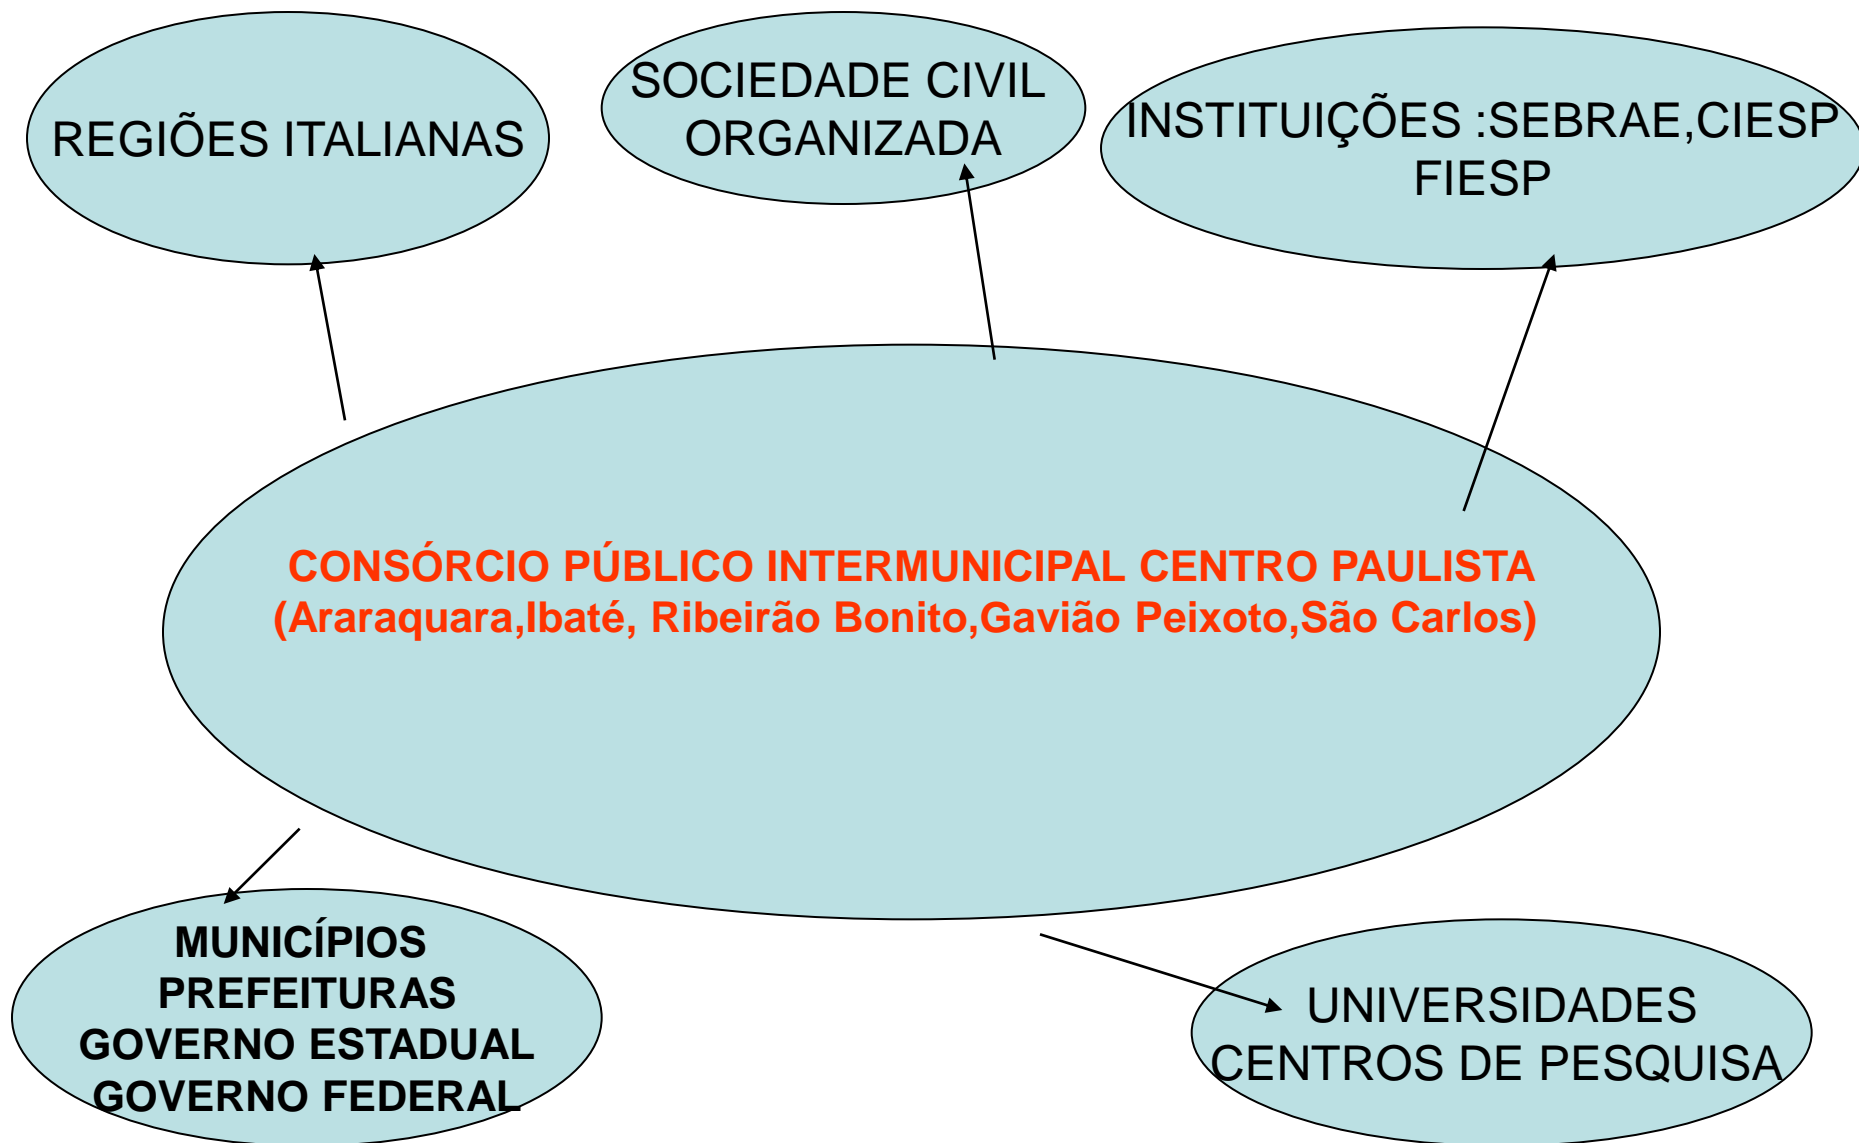 REGIÕES ITALIANAS
SOCIEDADE CIVIL
ORGANIZADA
INSTITUIÇÕES :SEBRAE,CIESP
FIESP
CONSÓRCIO PÚBLICO INTERMUNICIPAL CENTRO PAULISTA
(Araraquara,Ibaté, Ribeirão Bonito,Gavião Peixoto,São Carlos)
MUNICÍPIOS
PREFEITURAS
GOVERNO ESTADUAL
GOVERNO FEDERAL
UNIVERSIDADES
CENTROS DE PESQUISA